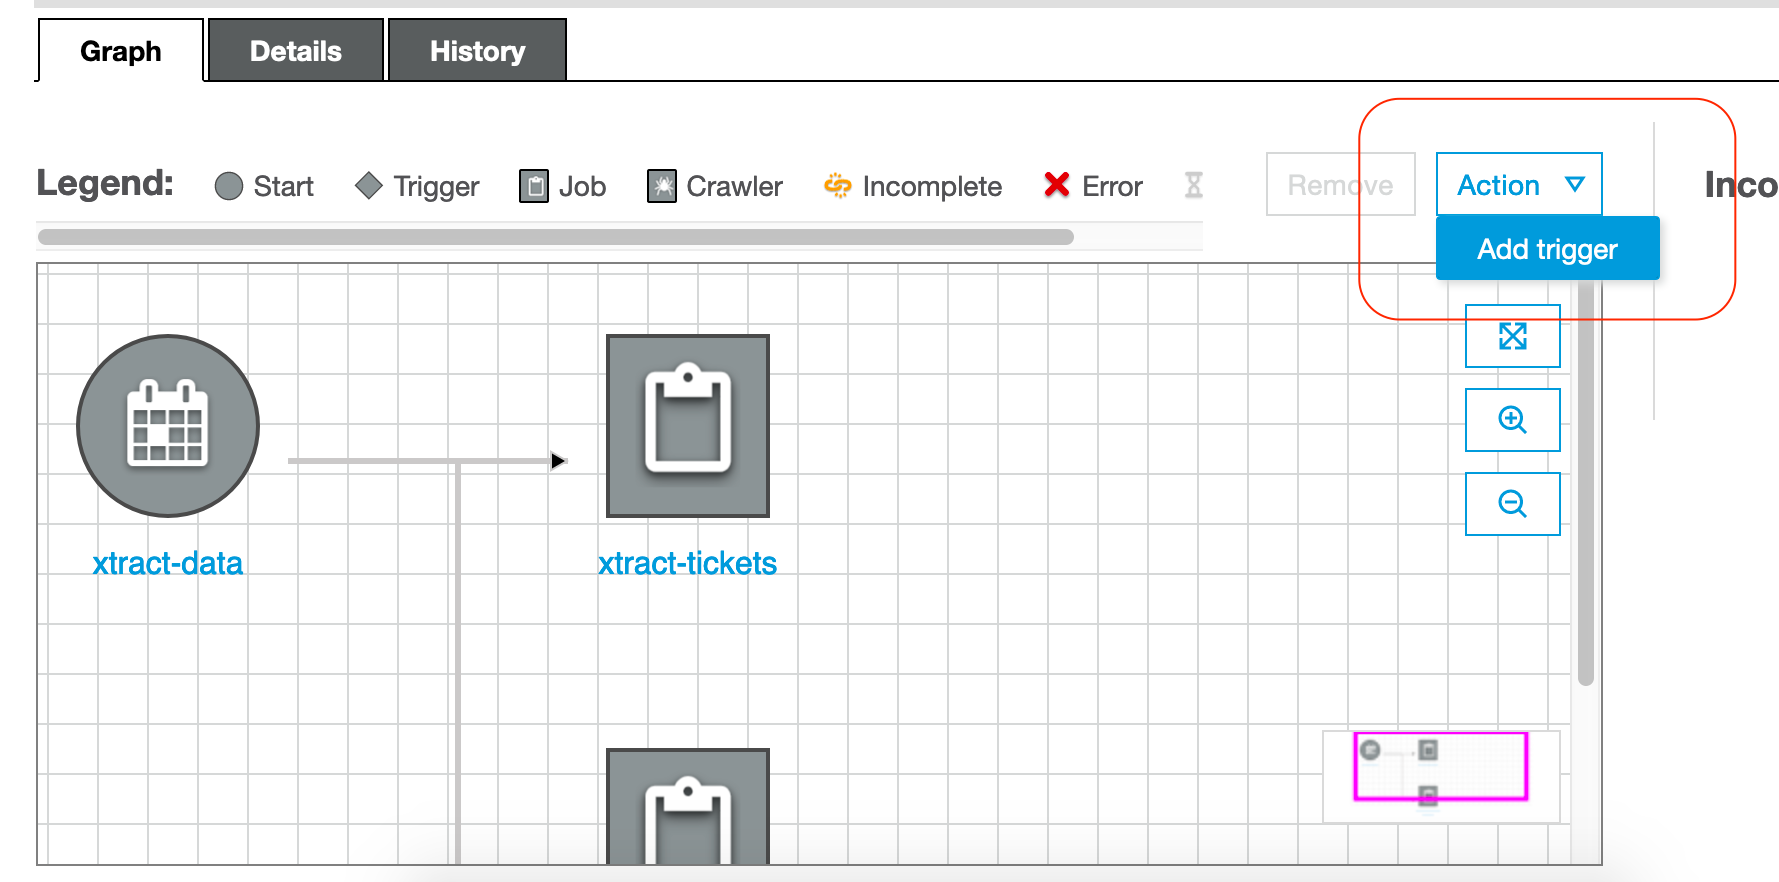 Graph Details History
Legend: Start Trigger Job Crawler Incomplete Error Remove Action Inco
Add trigger
xtract-data xtract-tickets